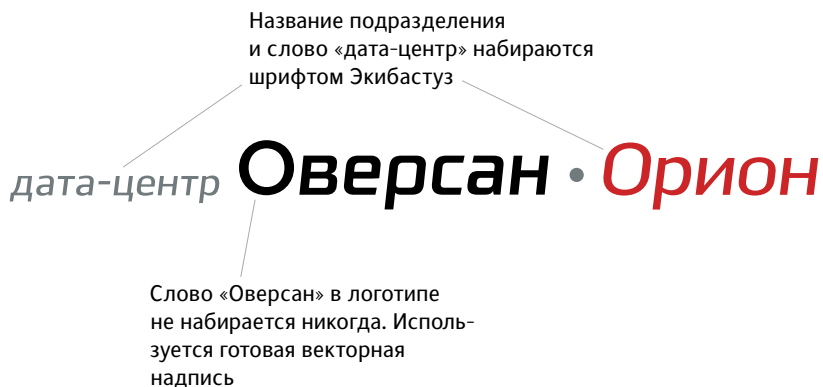 Название подразделения
и слово «дата-центр» набираются
шрифтом Экибастуз
дата-центр Оверсан • Орион
Слово «Оверсан» в логотипе
не набирается никогда. Исполь-
зуется готовая векторная
надпись